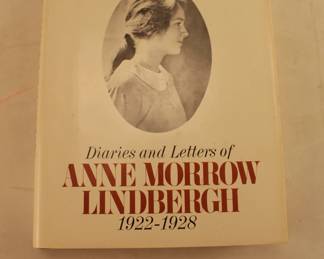 Diaries and Letters of
ANNE MORROW
LINDBERGH
1922-1928